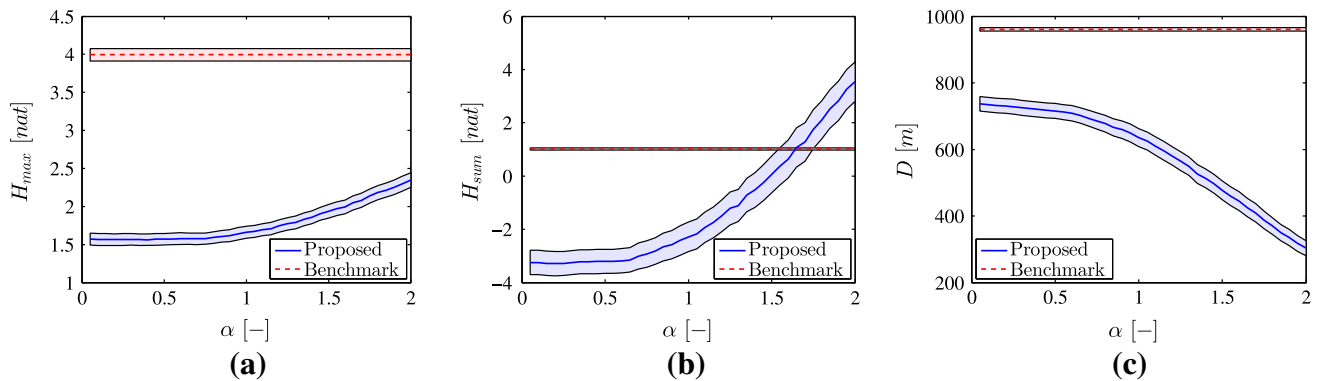 4.5
4
3.5
3
2.5
2
1.5
1
H_max [nat]
0 0.5 1 1.5 2
α [−]
Proposed
Benchmark
(a)
6
4
2
0
−2
−4
H_sum [nat]
0 0.5 1 1.5 2
α [−]
Proposed
Benchmark
(b)
1000
800
600
400
200
D [m]
0 0.5 1 1.5 2
α [−]
Proposed
Benchmark
(c)